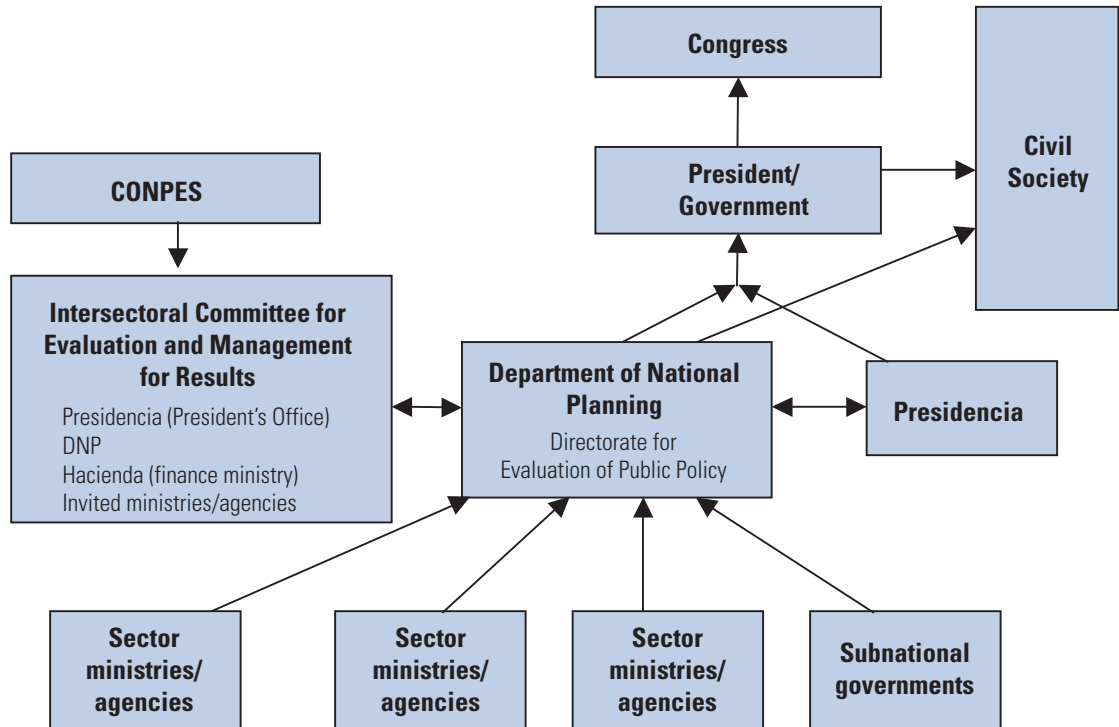 Congress
Civil
Society
President/
Government
CONPES
Intersectoral Committee for
Evaluation and Management
for Results
Presidencia (President's Office)
DNP
Hacienda (finance ministry)
Invited ministries/agencies
Department of National
Planning
Directorate for
Evaluation of Public Policy
Presidencia
Sector
ministries/
agencies
Sector
ministries/
agencies
Sector
ministries/
agencies
Subnational
governments